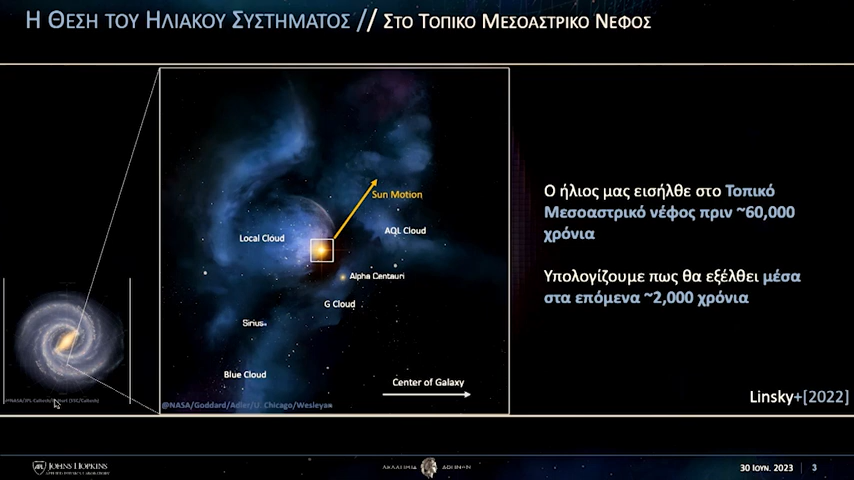 Η ΘΕΣΗ ΤΟΥ ΗΛΙΑΚΟΥ ΣΥΣΤΗΜΑΤΟΣ // ΣΤΟ ΤΟΠΙΚΟ ΜΕΣΟΑΣΤΡΙΚΟ ΝΕΦΟΣ
Sun Motion
AQL Cloud
Local Cloud
Alpha Centauri
G Cloud
Sirius
Blue Cloud
Center of Galaxy
@NASA/Goddard/Adler/U. Chicago/Wesleyan
Ο ήλιος μας εισήλθε στο Τοπικό
Μεσοαστρικό νέφος πριν ~60,000
χρόνια
Υπολογίζουμε πως θα εξέλθει μέσα
στα επόμενα ~2,000 χρόνια
Linsky+[2022]
APL JOHNS HOPKINS
ΑΚΑΔΗΜΙΑ ΑΘΗΝΩΝ
30 ΙΟΥΝ. 2023 | 3